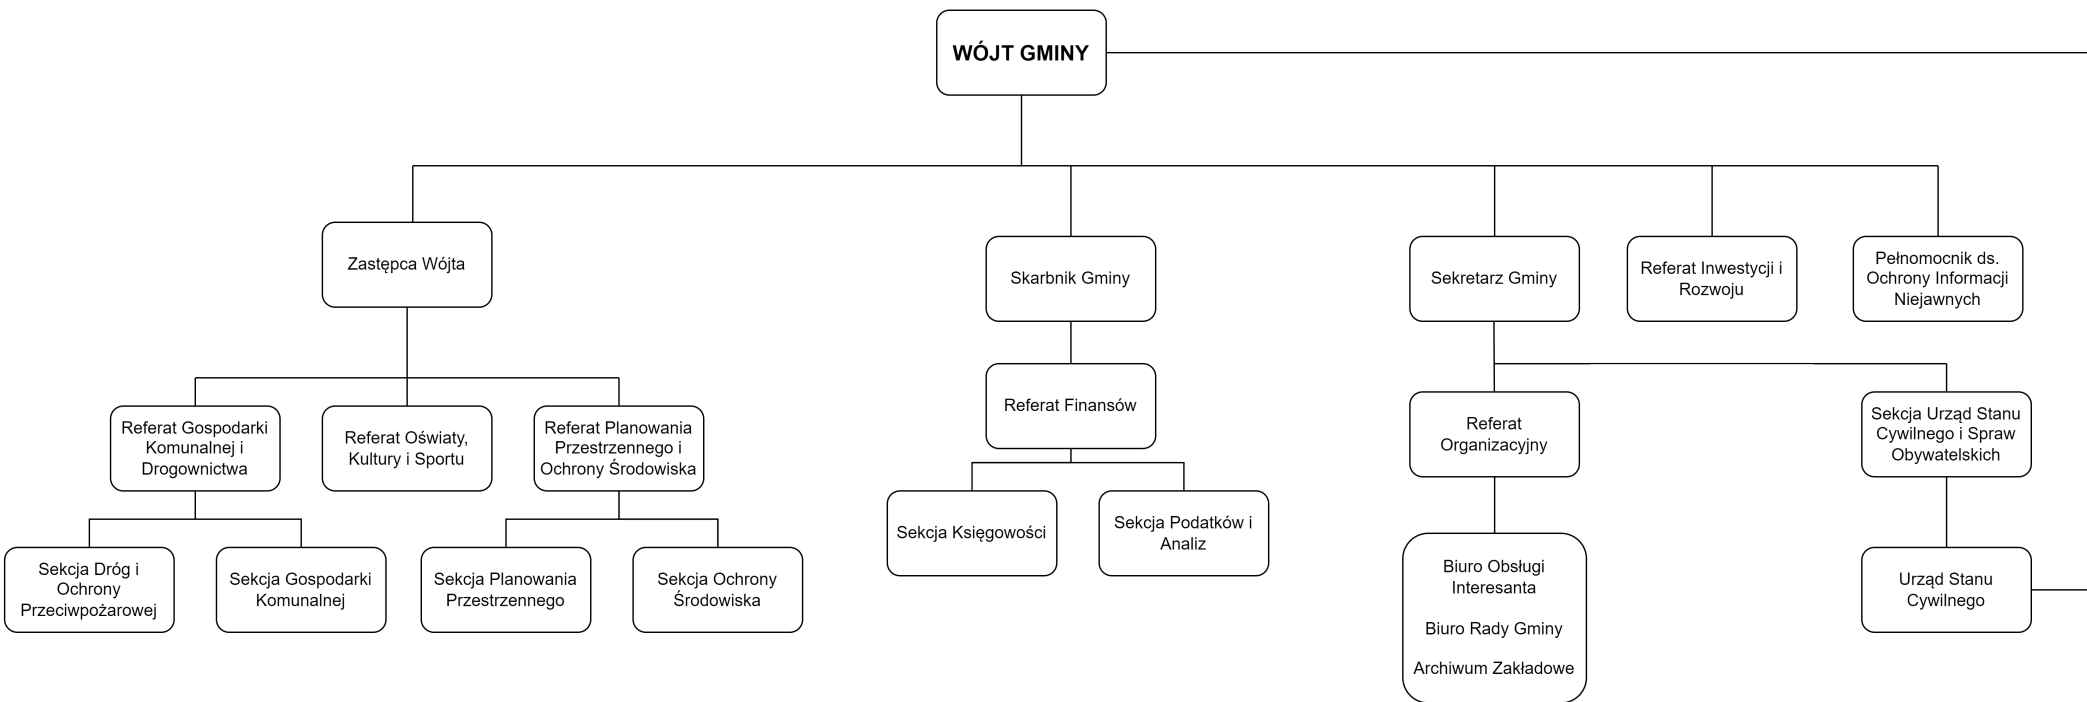 WÓJT GMINY
Zastępca Wójta
Skarbnik Gminy
Sekretarz Gminy
Referat Inwestycji i
Rozwoju
Pełnomocnik ds.
Ochrony Informacji
Niejawnych
Referat Gospodarki
Komunalnej i
Drogownictwa
Referat Oświaty,
Kultury i Sportu
Referat Planowania
Przestrzennego i
Ochrony Środowiska
Referat Finansów
Referat
Organizacyjny
Sekcja Urząd Stanu
Cywilnego i Spraw
Obywatelskich
Sekcja Dróg i
Ochrony
Przeciwpożarowej
Sekcja Gospodarki
Komunalnej
Sekcja Planowania
Przestrzennego
Sekcja Ochrony
Środowiska
Sekcja Księgowości
Sekcja Podatków i
Analiz
Biuro Obsługi
Interesanta
Biuro Rady Gminy
Archiwum Zakładowe
Urząd Stanu
Cywilnego